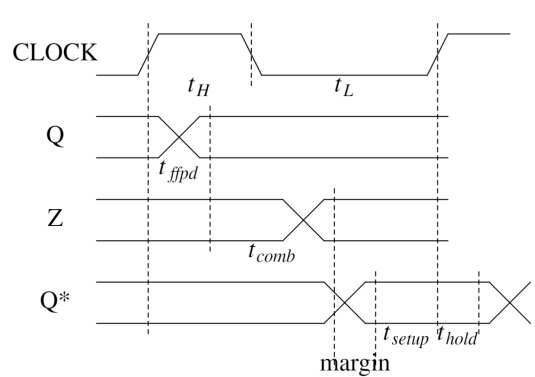 CLOCK
t_H t_L
Q
t_ffpd
Z
t_comb
Q*
t_setup t_hold
margin